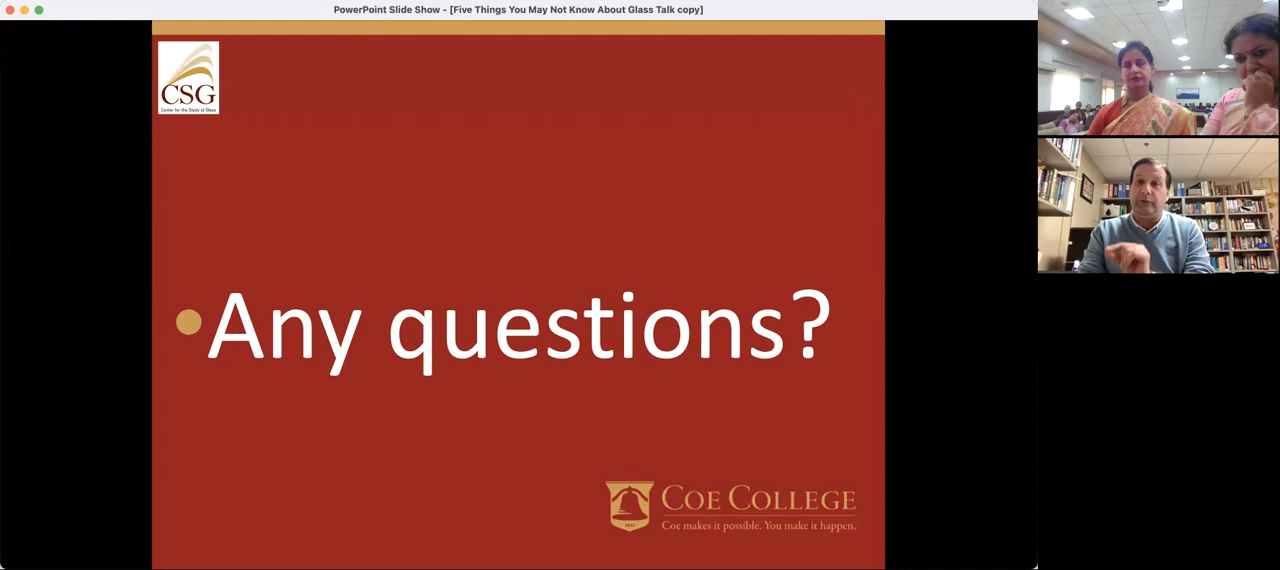 PowerPoint Slide Show - [Five Things You May Not Know About Glass Talk copy]
CSG
Center for the Study of Glass
•Any questions?
COE COLLEGE
Coe makes it possible. You make it happen.